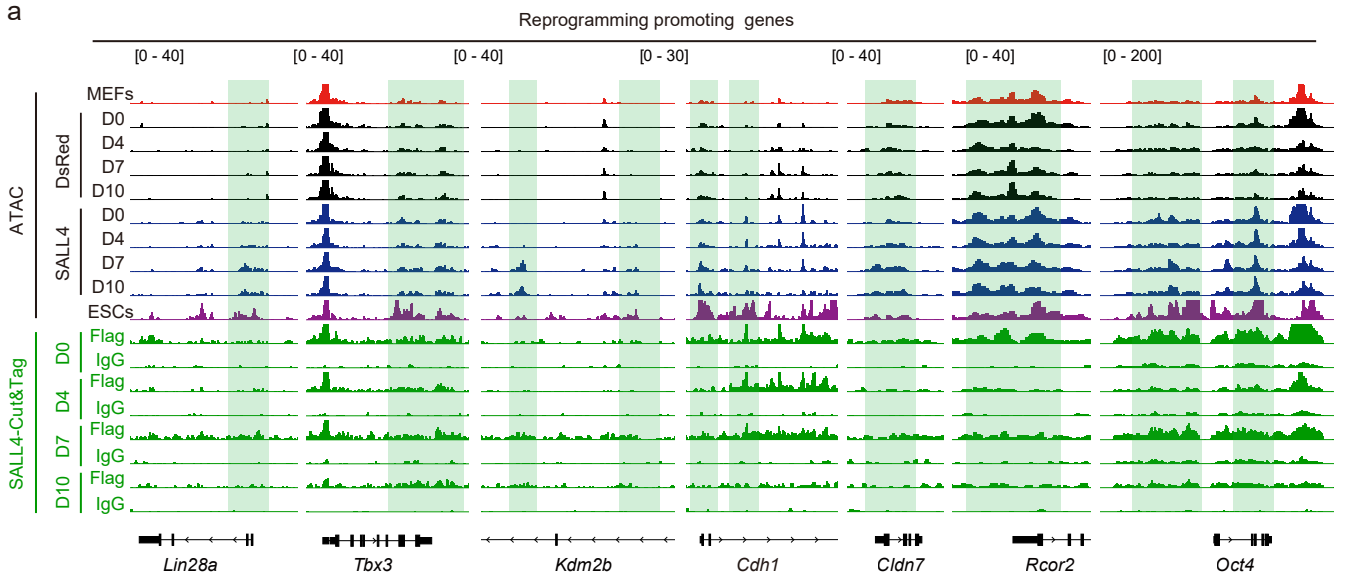 a
Reprogramming promoting genes
[0 - 40] [0 - 40] [0 - 40] [0 - 30] [0 - 40] [0 - 40] [0 - 200]
ATAC
MEFs
DsRed
D0
D4
D7
D10
SALL4
D0
D4
D7
D10
ESCs
SALL4-Cut&Tag
D0
Flag
IgG
D4
Flag
IgG
D7
Flag
IgG
D10
Flag
IgG
Lin28a Tbx3 Kdm2b Cdh1 Cldn7 Rcor2 Oct4